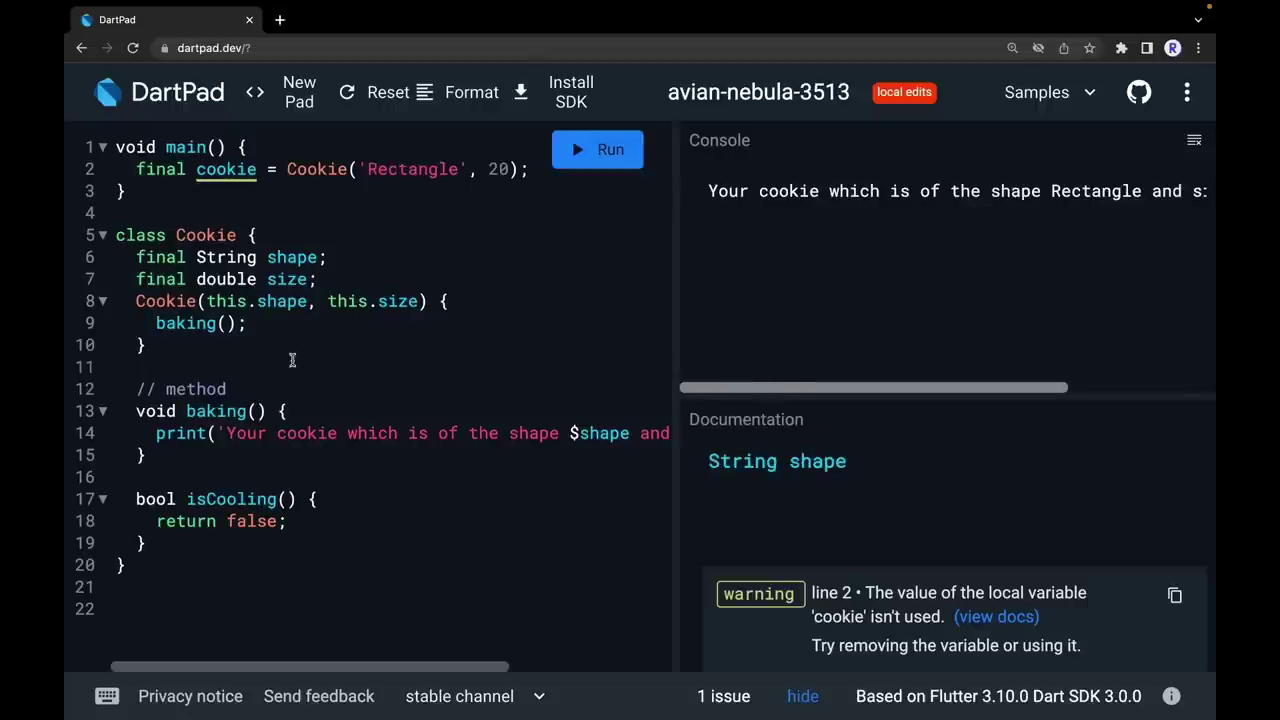 DartPad
dartpad.dev/?
R
DartPad
<> New Pad
Reset
Format
Install SDK
avian-nebula-3513
local edits
Samples
1 void main() {
2 final cookie = Cookie('Rectangle', 20);
3 }
4
5 class Cookie {
6 final String shape;
7 final double size;
8 Cookie(this.shape, this.size) {
9 baking();
10 }
11
12 // method
13 void baking() {
14 print('Your cookie which is of the shape $shape and
15 }
16
17 bool isCooling() {
18 return false;
19 }
20 }
21
22
Run
Console
Your cookie which is of the shape Rectangle and
Documentation
String shape
warning
line 2 • The value of the local variable
'cookie' isn't used. (view docs)
Try removing the variable or using it.
Privacy notice
Send feedback
stable channel
1 issue
hide
Based on Flutter 3.10.0 Dart SDK 3.0.0